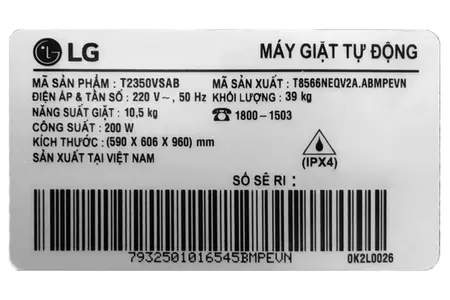 LG MÁY GIẶT TỰ ĐỘNG
MÃ SẢN PHẨM : T2350VSAB MÃ SẢN XUẤT : T8566NEQV2A.ABMPEVN
ĐIỆN ÁP & TẦN SỐ : 220 V~, 50 Hz KHỐI LƯỢNG : 39 kg
NĂNG SUẤT GIẶT : 10,5 kg ☎1800-1503
CÔNG SUẤT : 200 W
KÍCH THƯỚC : (590 x 606 x 960) mm
SẢN XUẤT TẠI VIỆT NAM
(IPX4)
SỐ SÊ RI :
7932501016545BMPEVN
0K2L0026